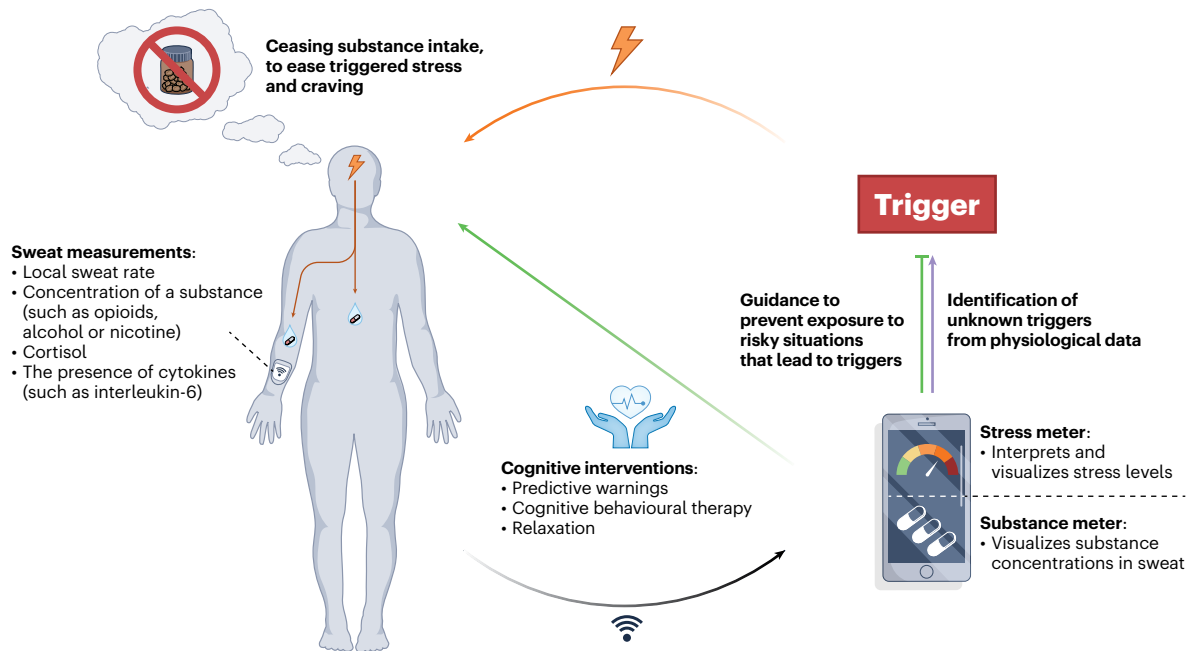 Ceasing substance intake,
to ease triggered stress
and craving
Trigger
Sweat measurements:
• Local sweat rate
• Concentration of a substance
(such as opioids,
alcohol or nicotine)
• Cortisol
• The presence of cytokines
(such as interleukin-6)
Guidance to
prevent exposure to
risky situations
that lead to triggers
Identification of
unknown triggers
from physiological data
Cognitive interventions:
• Predictive warnings
• Cognitive behavioural therapy
• Relaxation
Stress meter:
• Interprets and
visualizes stress levels
Substance meter:
• Visualizes substance
concentrations in sweat